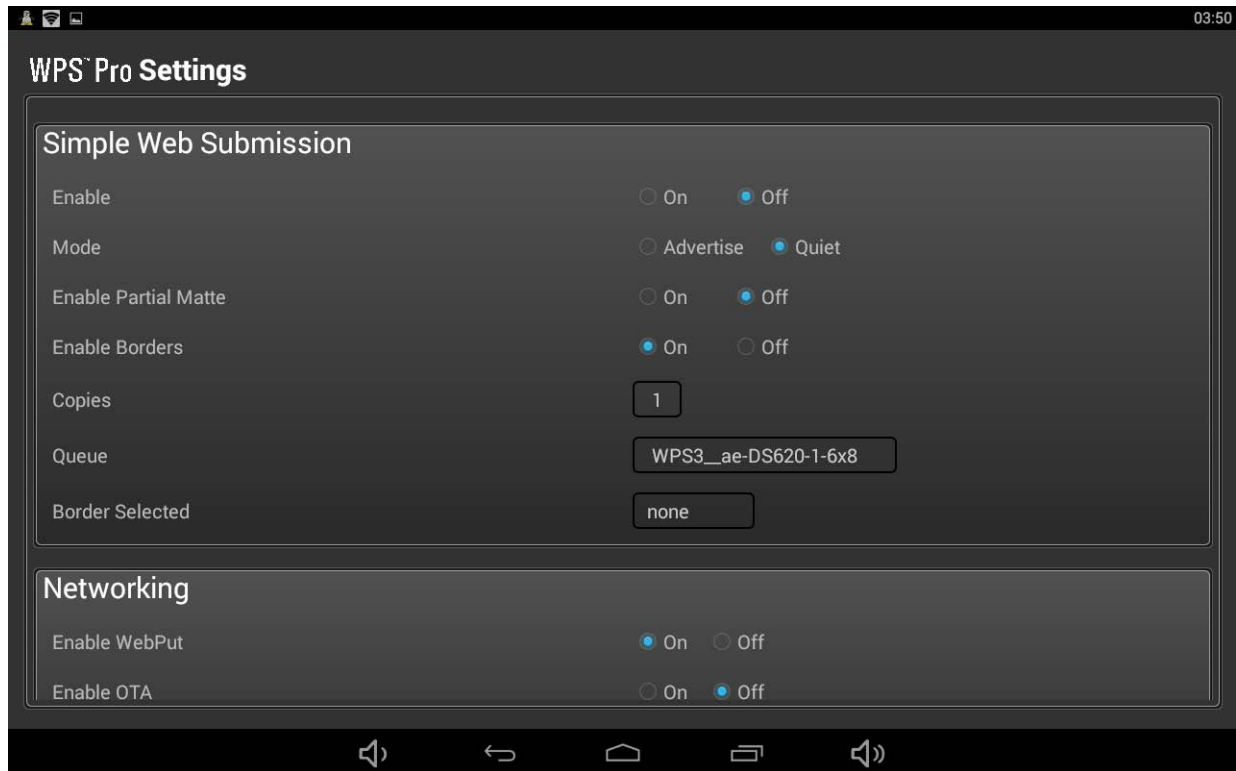 03:50
WPS™ Pro Settings
Simple Web Submission
Enable On Off
Mode Advertise Quiet
Enable Partial Matte On Off
Enable Borders On Off
Copies 1
Queue WPS3__ae-DS620-1-6x8
Border Selected none
Networking
Enable WebPut On Off
Enable OTA On Off